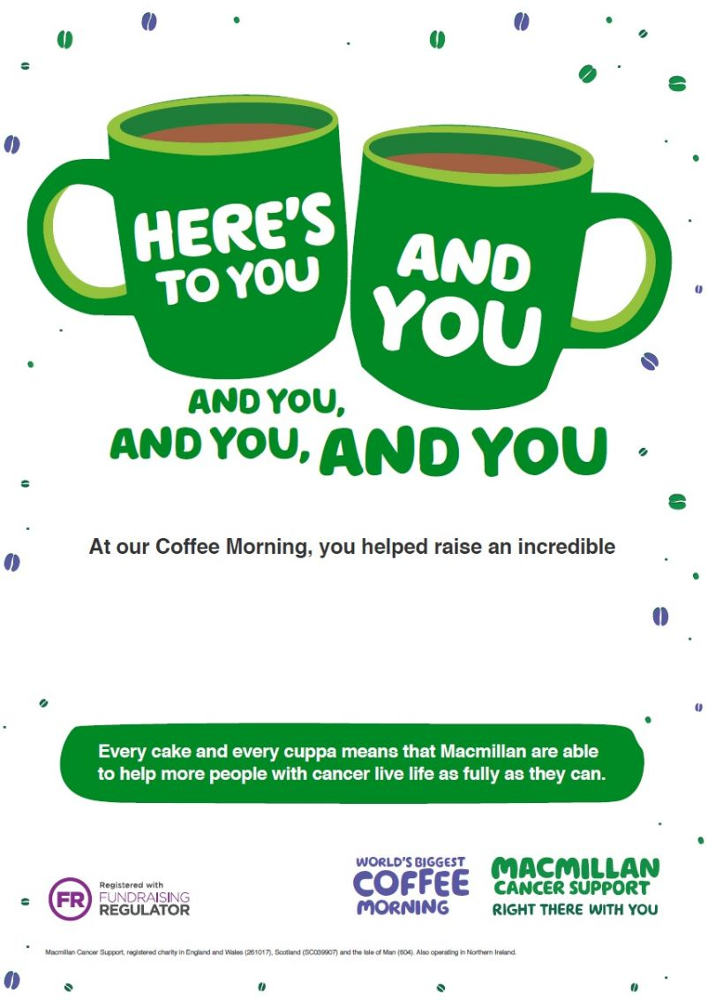 HERE'S
TO YOU
AND
YOU
AND YOU,
AND YOU, AND YOU
At our Coffee Morning, you helped raise an incredible
Every cake and every cuppa means that Macmillan are able
to help more people with cancer live life as fully as they can.
FR
Registered with
FUNDRAISING
REGULATOR
WORLD'S BIGGEST
COFFEE
MORNING
MACMILLAN
CANCER SUPPORT
RIGHT THERE WITH YOU
Macmillan Cancer Support, registered charity in England and Wales (261017), Scotland (SC039907) and the Isle of Man (604). Also operating in Northern Ireland.